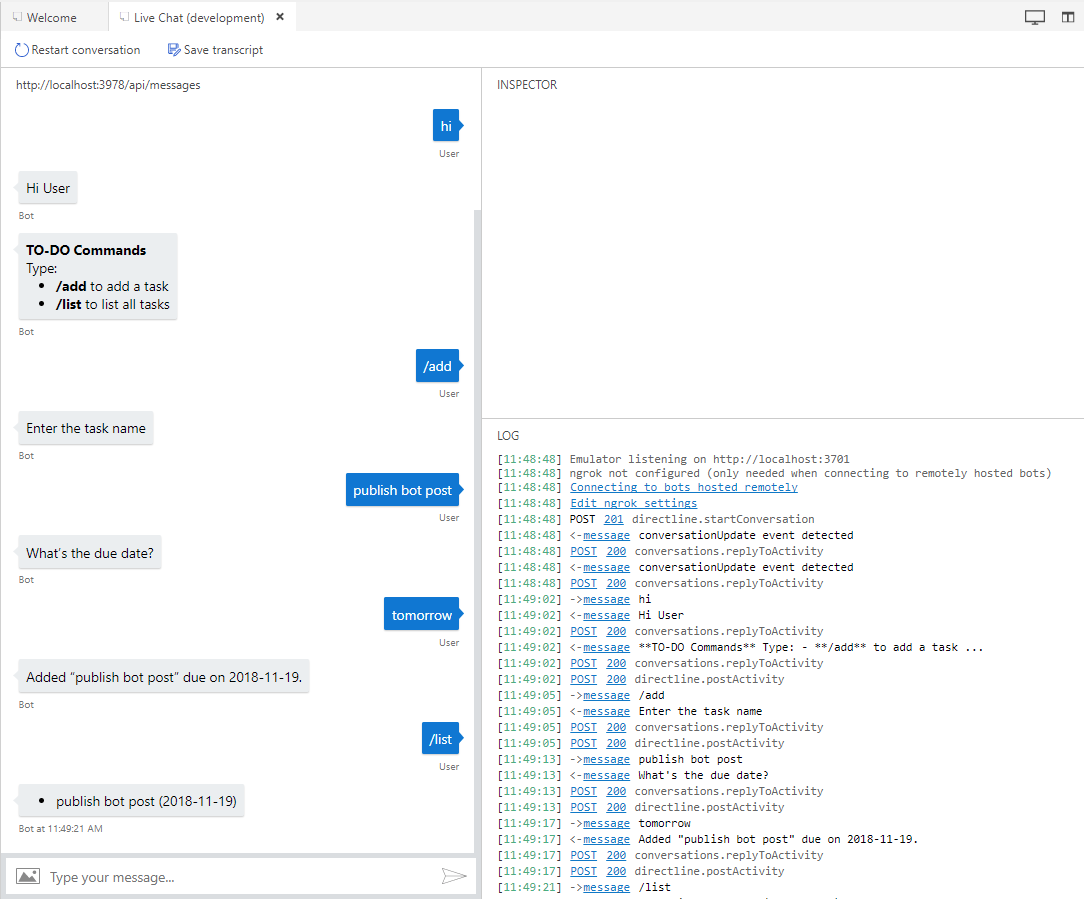 Welcome
Live Chat (development)
Restart conversation
Save transcript
http://localhost:3978/api/messages
hi
User
Hi User
Bot
TO-DO Commands
Type:
• /add to add a task
• /list to list all tasks
Bot
/add
User
Enter the task name
Bot
publish bot post
User
What's the due date?
Bot
tomorrow
User
Added “publish bot post” due on 2018-11-19.
Bot
/list
User
• publish bot post (2018-11-19)
Bot at 11:49:21 AM
Type your message...
INSPECTOR
LOG
[11:48:48] Emulator listening on http://localhost:3701
[11:48:48] ngrok not configured (only needed when connecting to remotely hosted bots)
[11:48:48] Connecting to bots hosted remotely
[11:48:48] Edit ngrok settings
[11:48:48] POST 201 directline.startConversation
[11:48:48] <-message conversationUpdate event detected
[11:48:48] POST 200 conversations.replyToActivity
[11:48:48] <-message conversationUpdate event detected
[11:48:48] POST 200 conversations.replyToActivity
[11:49:02] ->message hi
[11:49:02] <-message Hi User
[11:49:02] POST 200 conversations.replyToActivity
[11:49:02] <-message **TO-DO Commands** Type: - **/add** to add a task ...
[11:49:02] POST 200 conversations.replyToActivity
[11:49:02] POST 200 directline.postActivity
[11:49:05] ->message /add
[11:49:05] <-message Enter the task name
[11:49:05] POST 200 conversations.replyToActivity
[11:49:05] POST 200 directline.postActivity
[11:49:13] ->message publish bot post
[11:49:13] <-message What's the due date?
[11:49:13] POST 200 conversations.replyToActivity
[11:49:13] POST 200 directline.postActivity
[11:49:17] ->message tomorrow
[11:49:17] <-message Added "publish bot post" due on 2018-11-19.
[11:49:17] POST 200 conversations.replyToActivity
[11:49:17] POST 200 directline.postActivity
[11:49:21] ->message /list